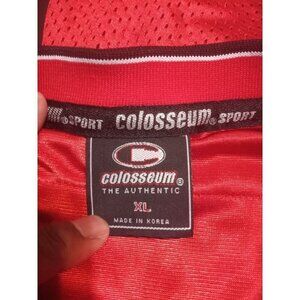 SPORT colosseum® SPORT
colosseum®
THE AUTHENTIC
XL
MADE IN KOREA